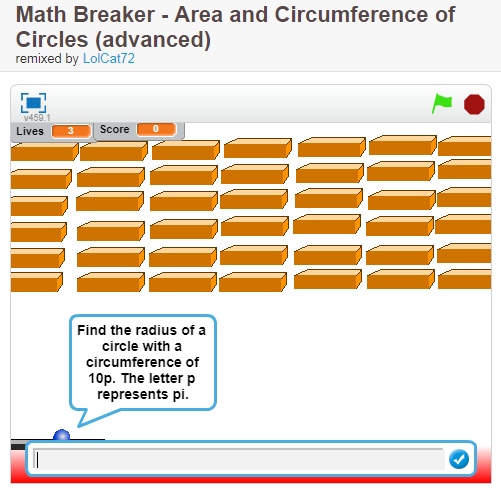 Math Breaker - Area and Circumference of
Circles (advanced)
remixed by LolCat72
v459.1
Lives 3 Score 0
Find the radius of a
circle with a
circumference of
10p. The letter p
represents pi.